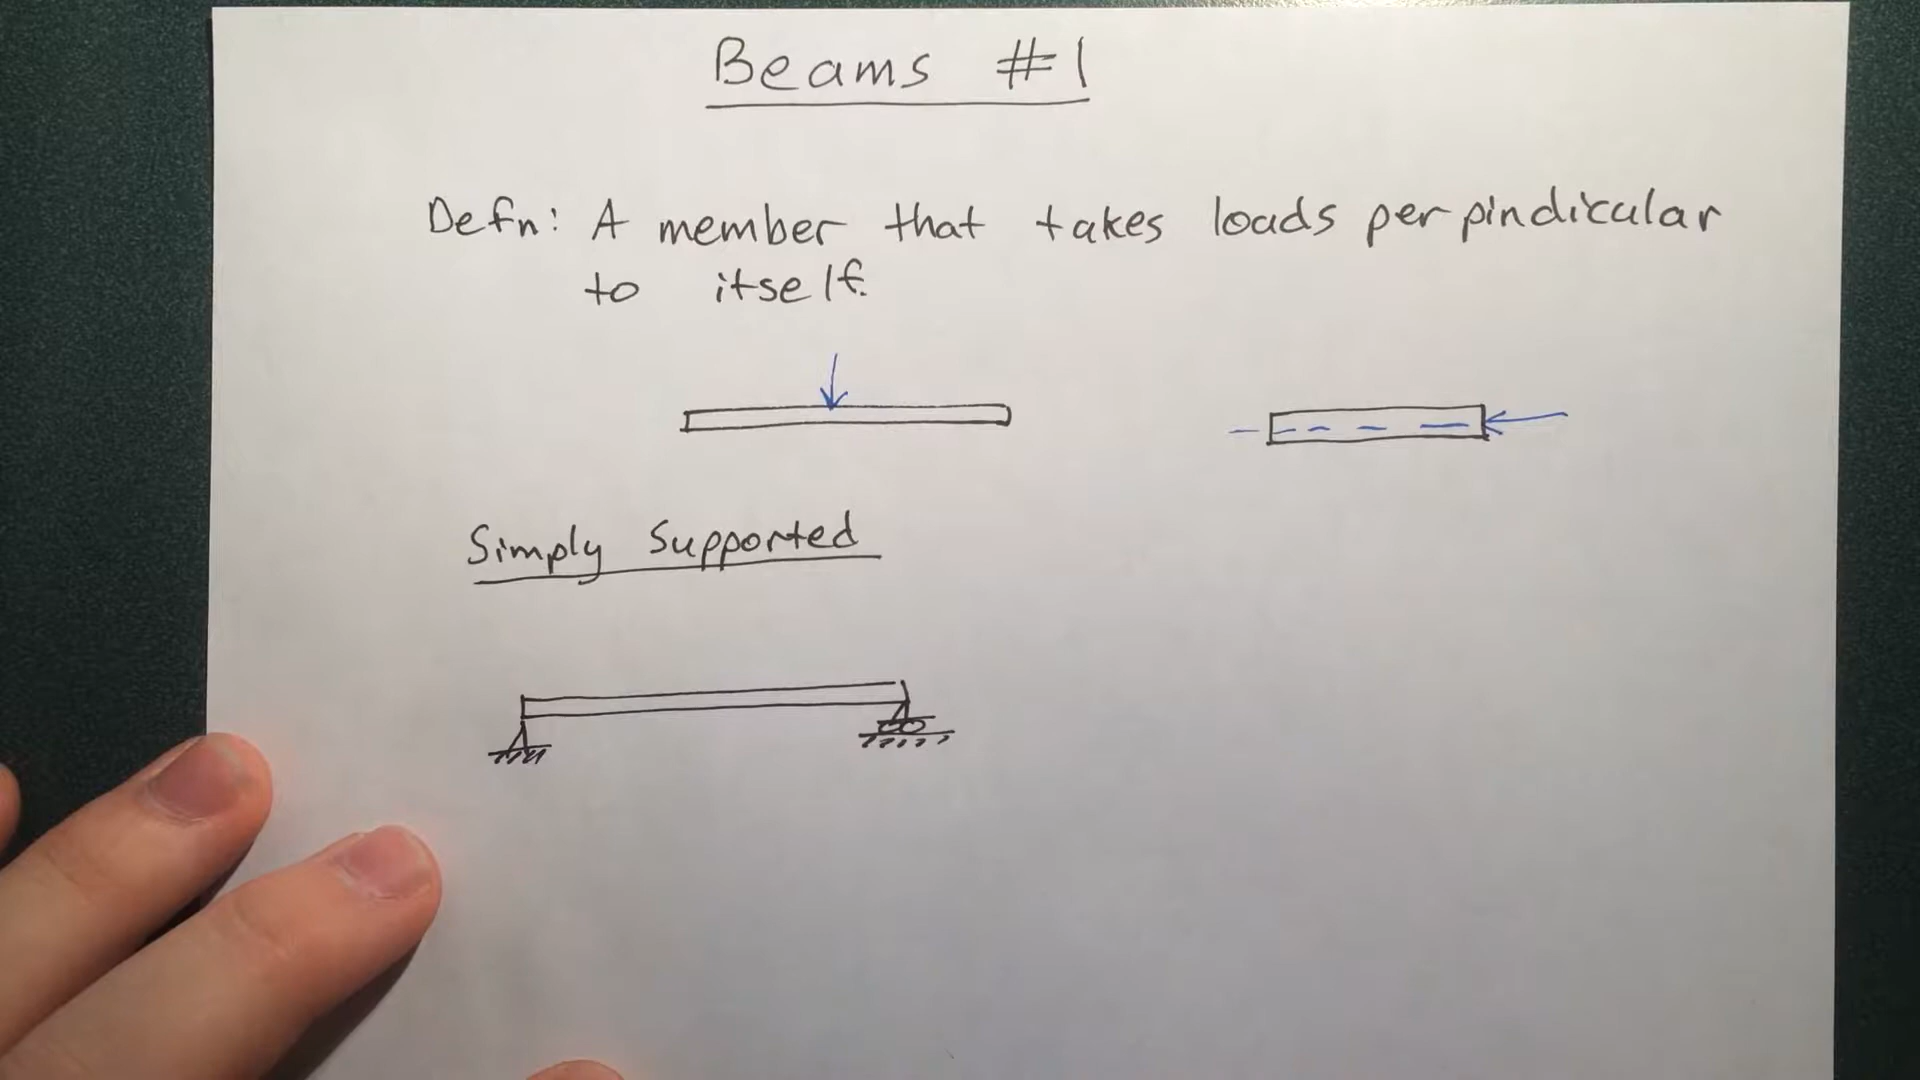 Beams #1
Defn: A member that takes loads perpindicular
to itself.
Simply Supported